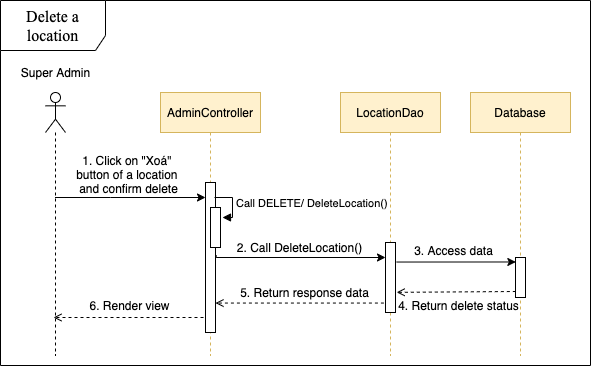 Delete a
location
Super Admin
AdminController
LocationDao
Database
1. Click on "Xoá"
button of a location
and confirm delete
Call DELETE/ DeleteLocation()
2. Call DeleteLocation()
3. Access data
4. Return delete status
5. Return response data
6. Render view